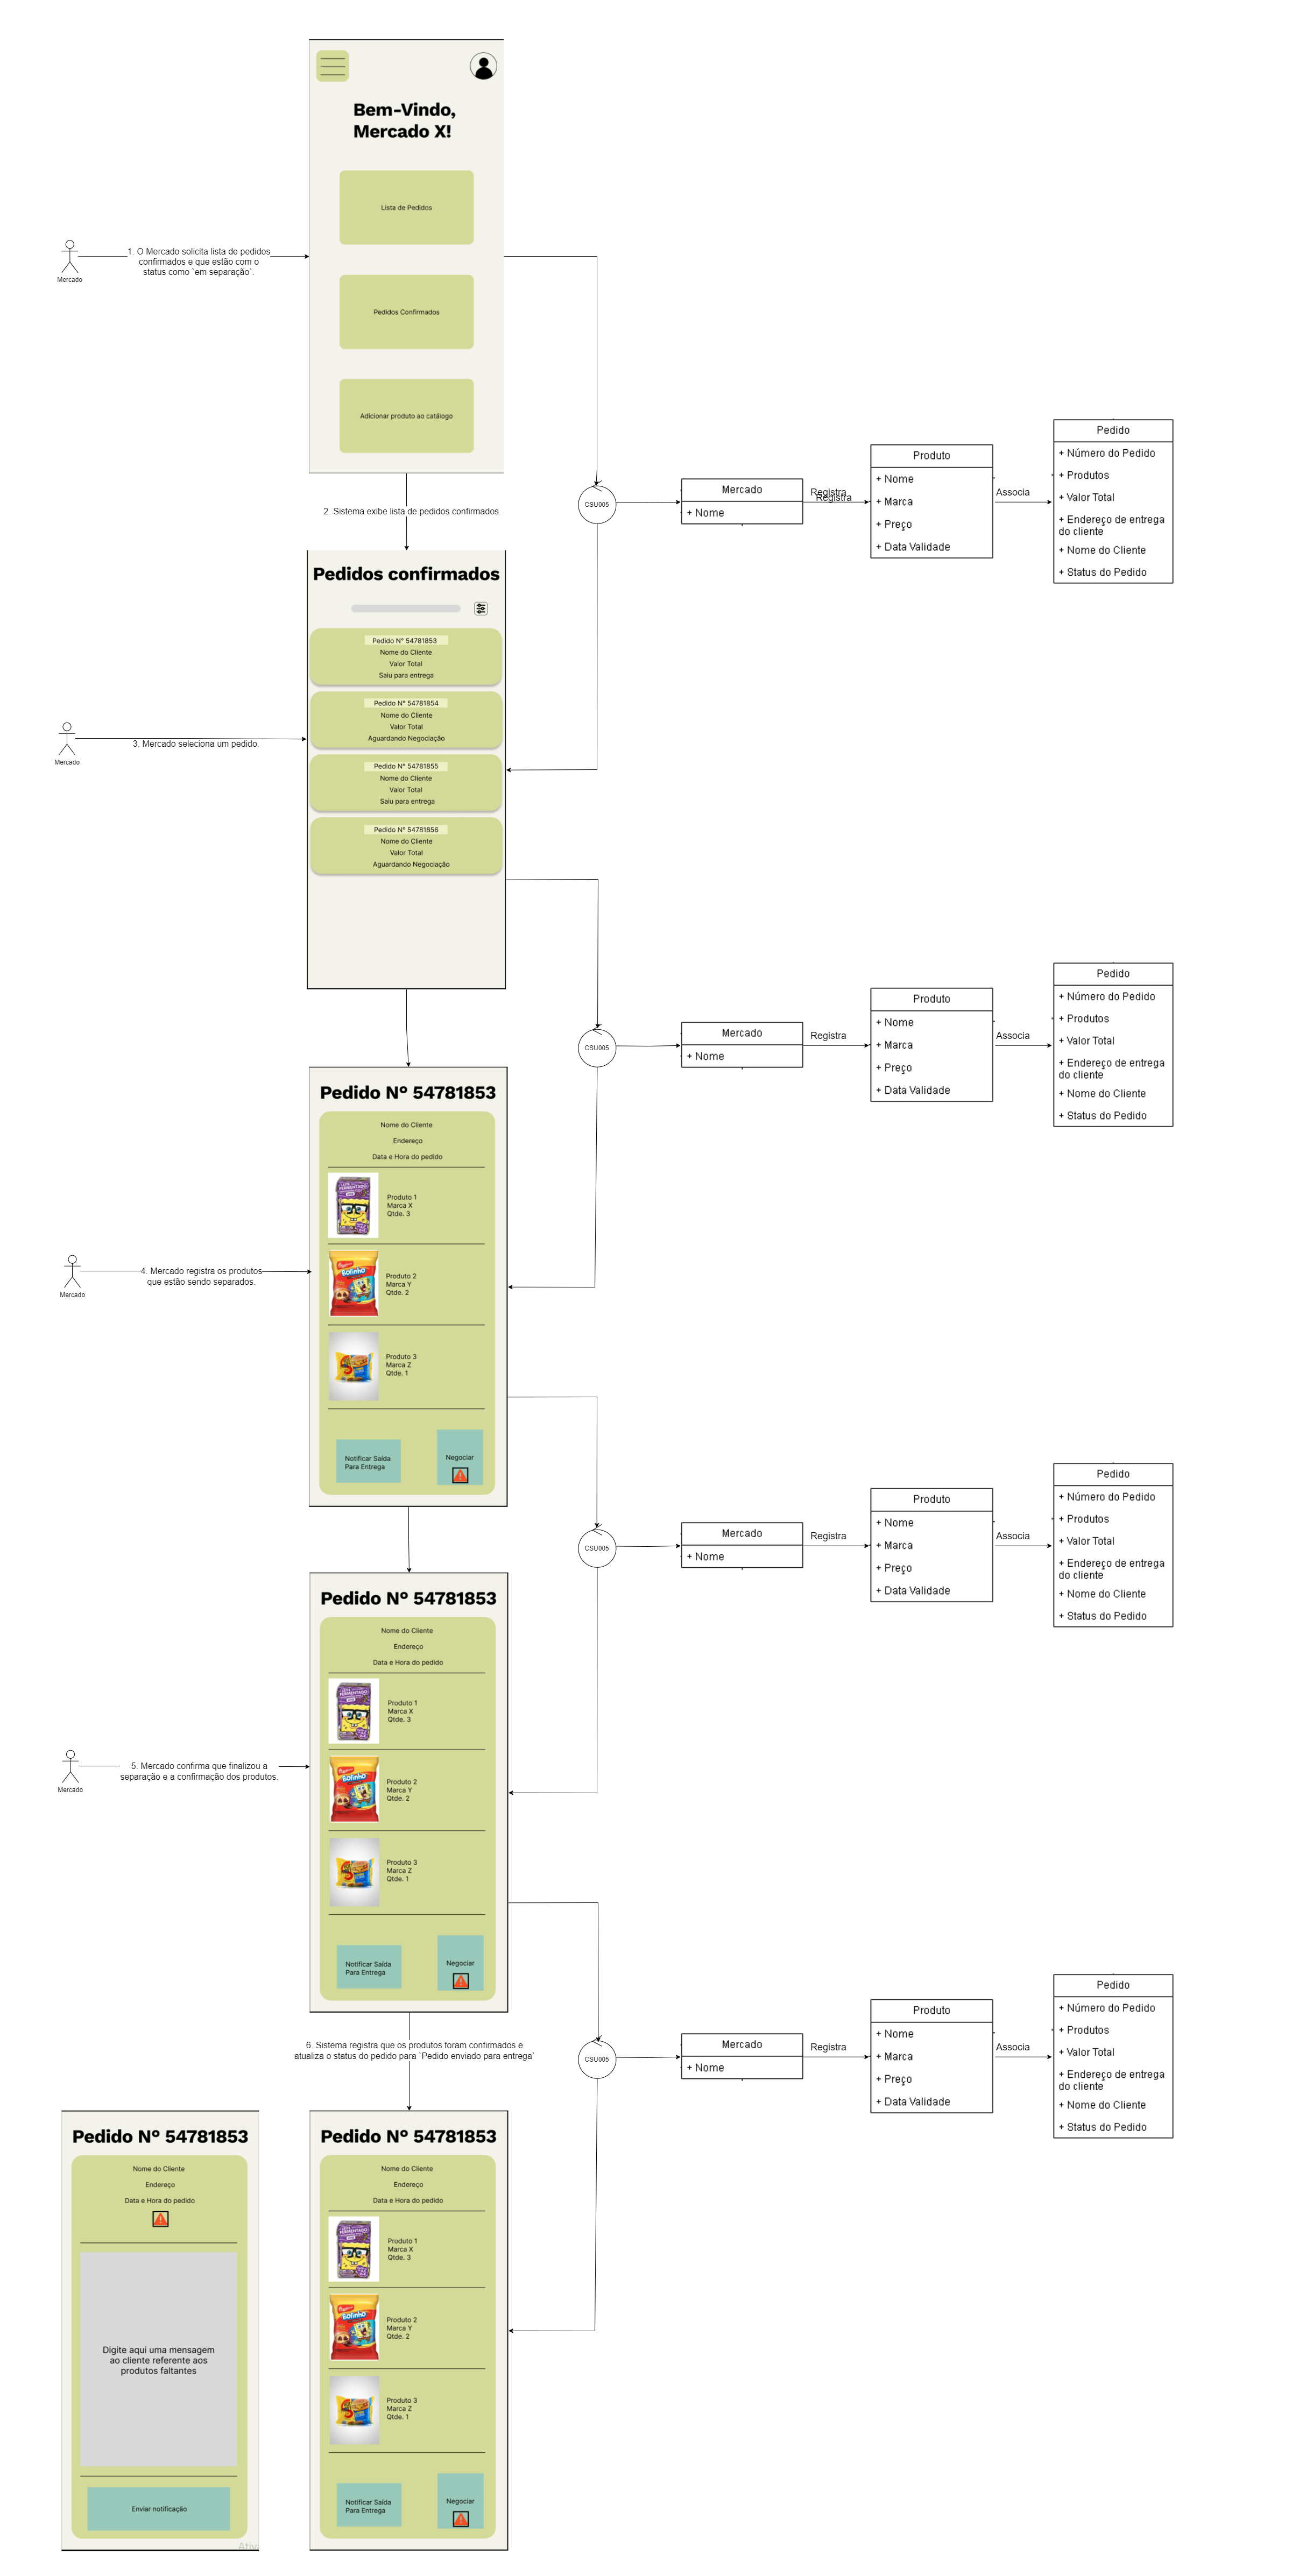 Bem-Vindo,
Mercado X!
Lista de Pedidos
Mercado
1. O Mercado solicita lista de pedidos
confirmados e que estão com o
status como `em separação`.
Pedidos Confirmados
Adicionar produto ao catálogo
CSU005
Mercado
+ Nome
Registra
Registra
Produto
+ Nome
+ Marca
+ Preço
+ Data Validade
Associa
Pedido
+ Número do Pedido
+ Produtos
+ Valor Total
+ Endereço de entrega
do cliente
+ Nome do Cliente
+ Status do Pedido
2. Sistema exibe lista de pedidos confirmados.
Pedidos confirmados
Pedido N° 54781853
Nome do Cliente
Valor Total
Saiu para entrega
Pedido N° 54781854
Nome do Cliente
Valor Total
Aguardando Negociação
Mercado
3. Mercado seleciona um pedido.
Pedido N° 54781855
Nome do Cliente
Valor Total
Saiu para entrega
Pedido N° 54781856
Nome do Cliente
Valor Total
Aguardando Negociação
CSU005
Mercado
+ Nome
Registra
Produto
+ Nome
+ Marca
+ Preço
+ Data Validade
Associa
Pedido
+ Número do Pedido
+ Produtos
+ Valor Total
+ Endereço de entrega
do cliente
+ Nome do Cliente
+ Status do Pedido
Pedido N° 54781853
Nome do Cliente
Endereço
Data e Hora do pedido
LEITE
FERMENTADO
Produto 1
Marca X
Qtde. 3
Mercado
4. Mercado registra os produtos
que estão sendo separados.
Bolinho
Produto 2
Marca Y
Qtde. 2
Produto 3
Marca Z
Qtde. 1
Notificar Saída
Para Entrega
Negociar
CSU005
Mercado
+ Nome
Registra
Produto
+ Nome
+ Marca
+ Preço
+ Data Validade
Associa
Pedido
+ Número do Pedido
+ Produtos
+ Valor Total
+ Endereço de entrega
do cliente
+ Nome do Cliente
+ Status do Pedido
Pedido N° 54781853
Nome do Cliente
Endereço
Data e Hora do pedido
LEITE
FERMENTADO
Produto 1
Marca X
Qtde. 3
Mercado
5. Mercado confirma que finalizou a
separação e a confirmação dos produtos.
Bolinho
Produto 2
Marca Y
Qtde. 2
Produto 3
Marca Z
Qtde. 1
Notificar Saída
Para Entrega
Negociar
6. Sistema registra que os produtos foram confirmados e
atualiza o status do pedido para `Pedido enviado para entrega`
CSU005
Mercado
+ Nome
Registra
Produto
+ Nome
+ Marca
+ Preço
+ Data Validade
Associa
Pedido
+ Número do Pedido
+ Produtos
+ Valor Total
+ Endereço de entrega
do cliente
+ Nome do Cliente
+ Status do Pedido
Pedido N° 54781853
Nome do Cliente
Endereço
Data e Hora do pedido
Digite aqui uma mensagem
ao cliente referente aos
produtos faltantes
Enviar notificação
Ativ
Pedido N° 54781853
Nome do Cliente
Endereço
Data e Hora do pedido
LEITE
FERMENTADO
Produto 1
Marca X
Qtde. 3
Bolinho
Produto 2
Marca Y
Qtde. 2
Produto 3
Marca Z
Qtde. 1
Notificar Saída
Para Entrega
Negociar